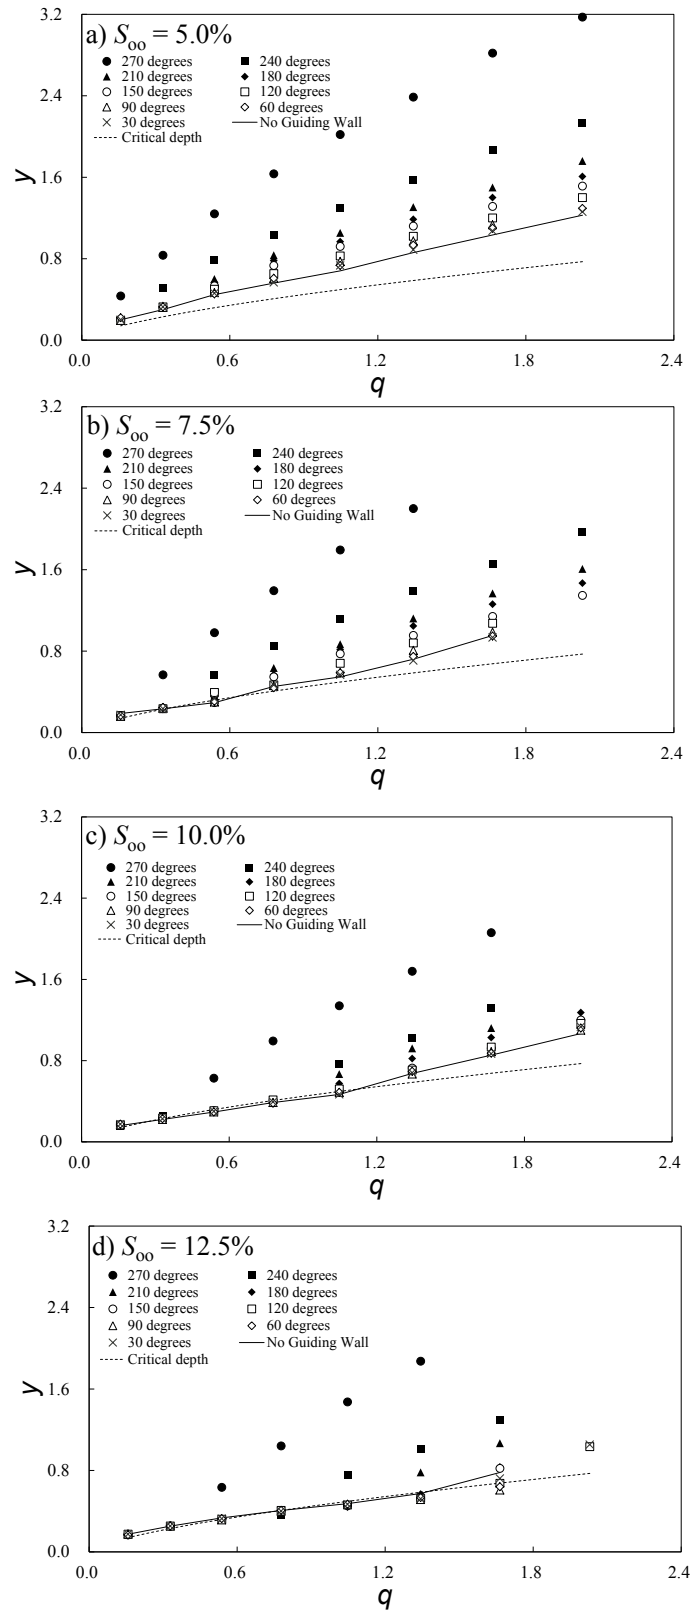 3.2
a) Soo = 5.0%
270 degrees 240 degrees
210 degrees 180 degrees
150 degrees 120 degrees
90 degrees 60 degrees
30 degrees No Guiding Wall
Critical depth
2.4
y
1.6
0.8
0.0
0.0 0.6 1.2 1.8 2.4
q
3.2
b) Soo = 7.5%
270 degrees 240 degrees
210 degrees 180 degrees
150 degrees 120 degrees
90 degrees 60 degrees
30 degrees No Guiding Wall
Critical depth
2.4
y
1.6
0.8
0.0
0.0 0.6 1.2 1.8 2.4
q
3.2
c) Soo = 10.0%
270 degrees 240 degrees
210 degrees 180 degrees
150 degrees 120 degrees
90 degrees 60 degrees
30 degrees No Guiding Wall
Critical depth
2.4
y
1.6
0.8
0.0
0.0 0.6 1.2 1.8 2.4
q
3.2
d) Soo = 12.5%
270 degrees 240 degrees
210 degrees 180 degrees
150 degrees 120 degrees
90 degrees 60 degrees
30 degrees No Guiding Wall
Critical depth
2.4
y
1.6
0.8
0.0
0.0 0.6 1.2 1.8 2.4
q